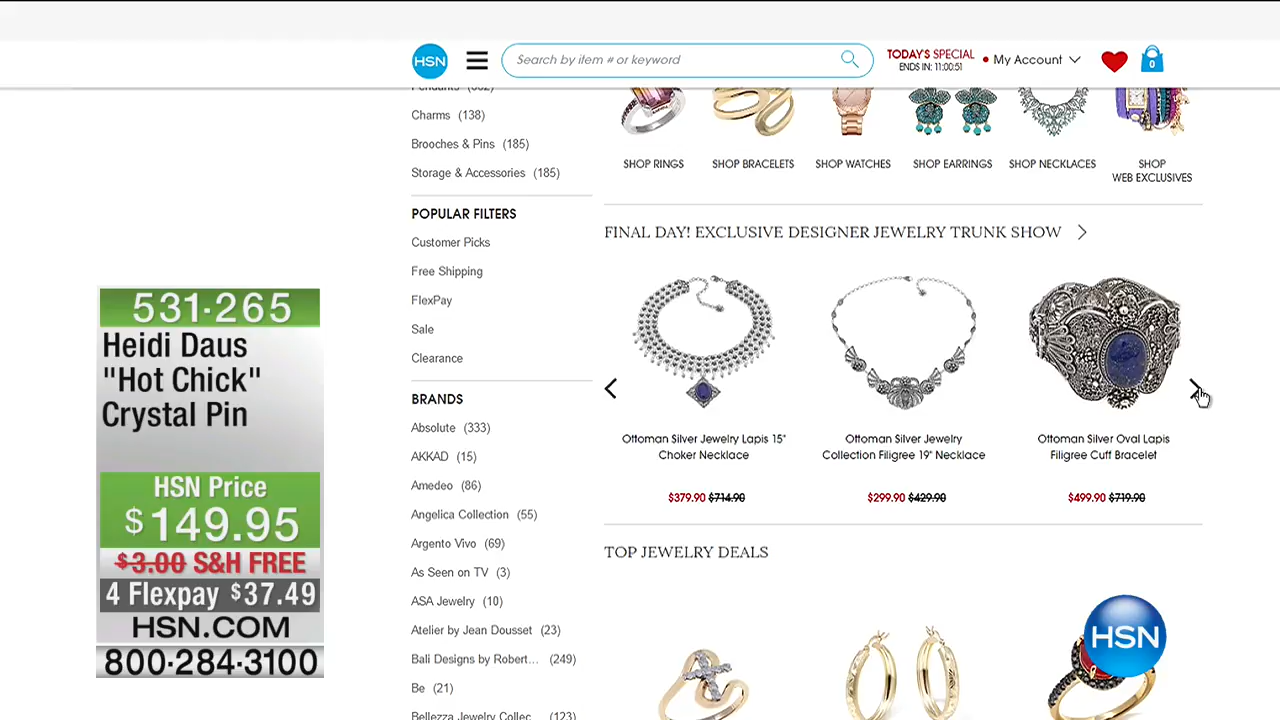 HSN
Search by item # or keyword
TODAY'S SPECIAL
ENDS IN: 11:00:51
My Account
0
Charms (138)
Brooches & Pins (185)
Storage & Accessories (185)
POPULAR FILTERS
Customer Picks
Free Shipping
FlexPay
Sale
Clearance
BRANDS
Absolute (333)
AKKAD (15)
Amedeo (86)
Angelica Collection (55)
Argento Vivo (69)
As Seen on TV (3)
ASA Jewelry (10)
Atelier by Jean Dousset (23)
Bali Designs by Robert... (249)
Be (21)
Bellezza Jewelry Collec... (123)
SHOP RINGS
SHOP BRACELETS
SHOP WATCHES
SHOP EARRINGS
SHOP NECKLACES
SHOP
WEB EXCLUSIVES
FINAL DAY! EXCLUSIVE DESIGNER JEWELRY TRUNK SHOW
Ottoman Silver Jewelry Lapis 15"
Choker Necklace
$379.90 $714.90
Ottoman Silver Jewelry
Collection Filigree 19" Necklace
$299.90 $429.90
Ottoman Silver Oval Lapis
Filigree Cuff Bracelet
$499.90 $719.90
TOP JEWELRY DEALS
HSN
531-265
Heidi Daus
"Hot Chick"
Crystal Pin
HSN Price
$149.95
$3.00 S&H FREE
4 Flexpay $37.49
HSN.COM
800-284-3100